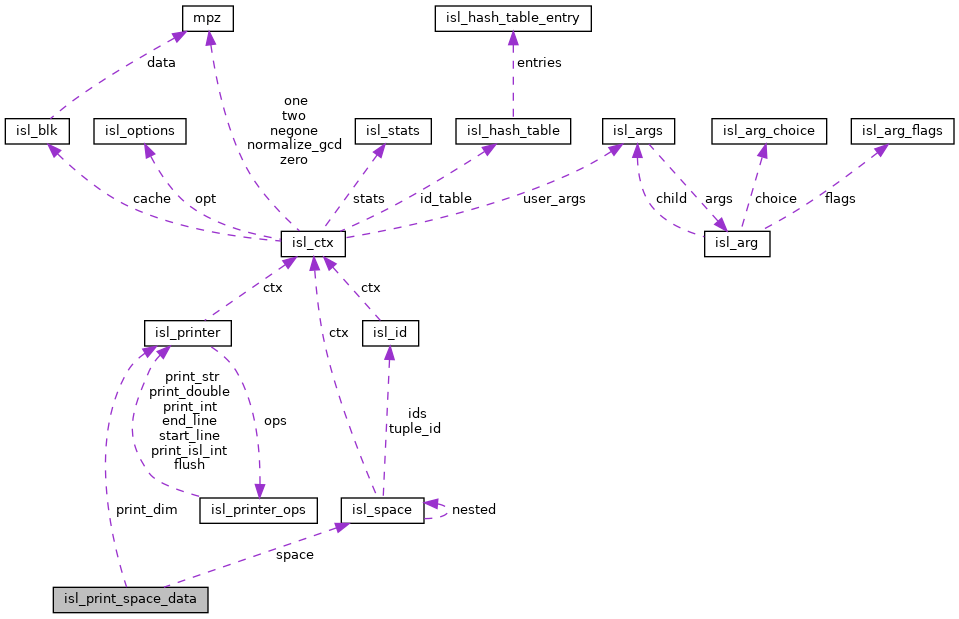 mpz
isl_hash_table_entry
data
entries
one
two
negone
normalize_gcd
zero
isl_blk
isl_options
isl_stats
isl_hash_table
isl_args
isl_arg_choice
isl_arg_flags
cache
opt
stats
id_table
user_args
child
args
choice
flags
isl_ctx
isl_arg
ctx
ctx
isl_printer
ctx
isl_id
print_str
print_double
print_int
end_line
start_line
print_isl_int
flush
ops
ids
tuple_id
print_dim
isl_printer_ops
isl_space
nested
space
isl_print_space_data